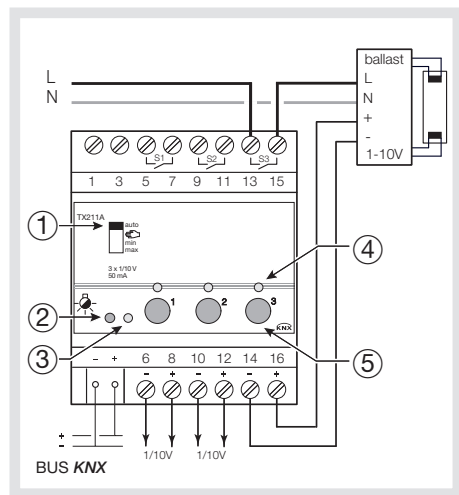 ballast
L
N
+
-
1-10V
L
N
S1 S2 S3
1 3 5 7 9 11 13 15
TX211A
auto
min
max
3 x 1/10V
50 mA
1 2 3
KNX
1
2
3
4
5
- + 6 8 10 12 14 16
- + - + - +
+
-
1/10V 1/10V
BUS KNX